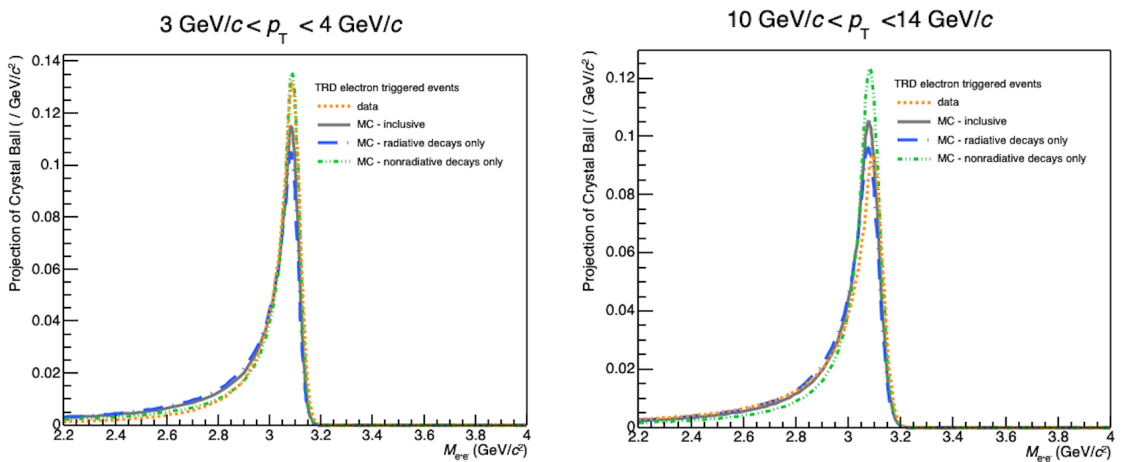 3 GeV/c < pT < 4 GeV/c
Projection of Crystal Ball ( / GeV/c²)
0.14
0.12
0.1
0.08
0.06
0.04
0.02
0
TRD electron triggered events
data
MC - inclusive
MC - radiative decays only
MC - nonradiative decays only
2.2 2.4 2.6 2.8 3 3.2 3.4 3.6 3.8 4
Me+e- (GeV/c²)
10 GeV/c < pT <14 GeV/c
Projection of Crystal Ball ( / GeV/c²)
0.12
0.1
0.08
0.06
0.04
0.02
0
TRD electron triggered events
data
MC - inclusive
MC - radiative decays only
MC - nonradiative decays only
2.2 2.4 2.6 2.8 3 3.2 3.4 3.6 3.8 4
Me+e- (GeV/c²)